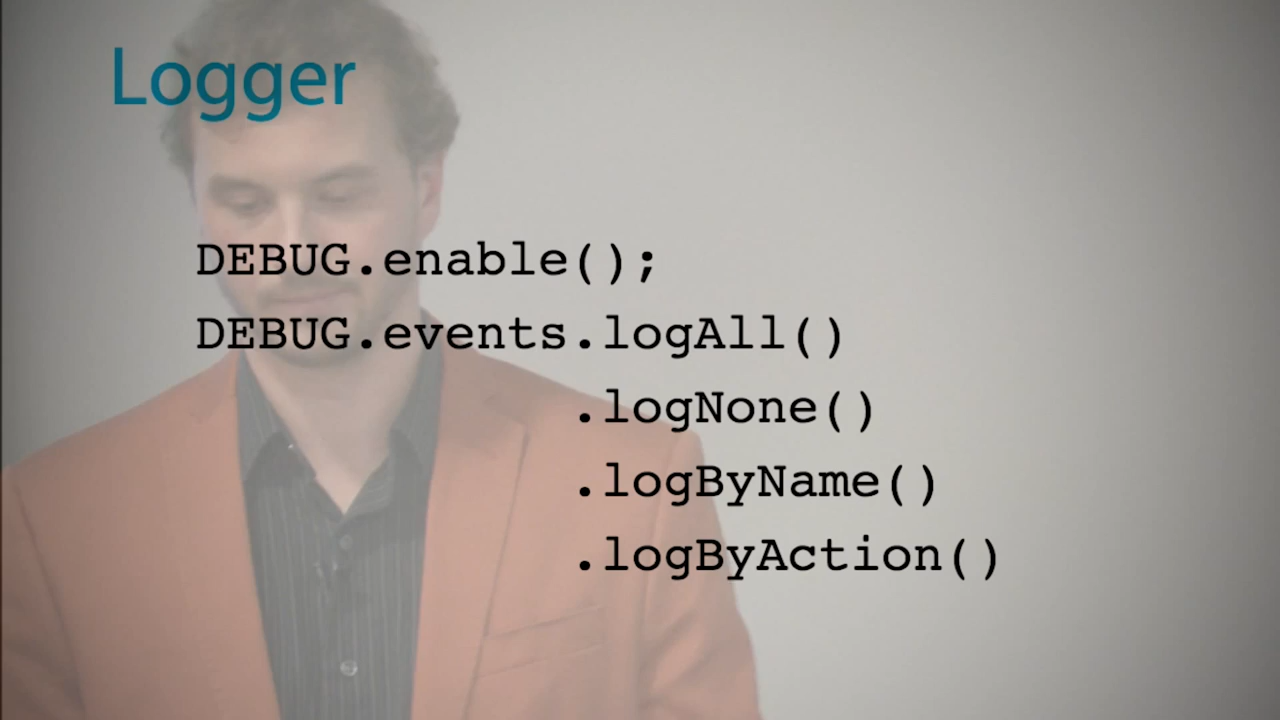 Logger
DEBUG.enable();
DEBUG.events.logAll()
.logNone()
.logByName()
.logByAction()